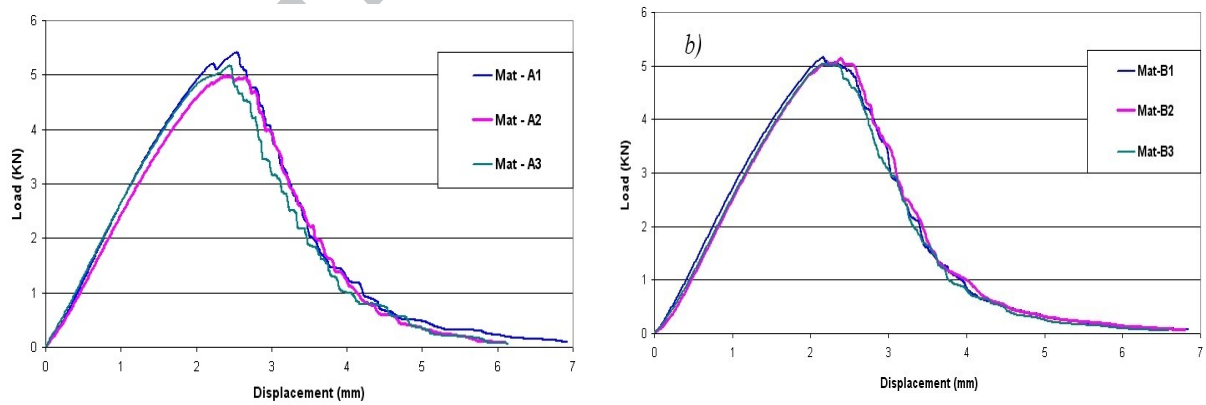 6
5
4
3
2
1
0
Load (KN)
0 1 2 3 4 5 6 7
Displacement (mm)
Mat - A1
Mat - A2
Mat - A3
b)
6
5
4
3
2
1
0
Load (KN)
0 1 2 3 4 5 6 7
Displacement (mm)
Mat-B1
Mat-B2
Mat-B3